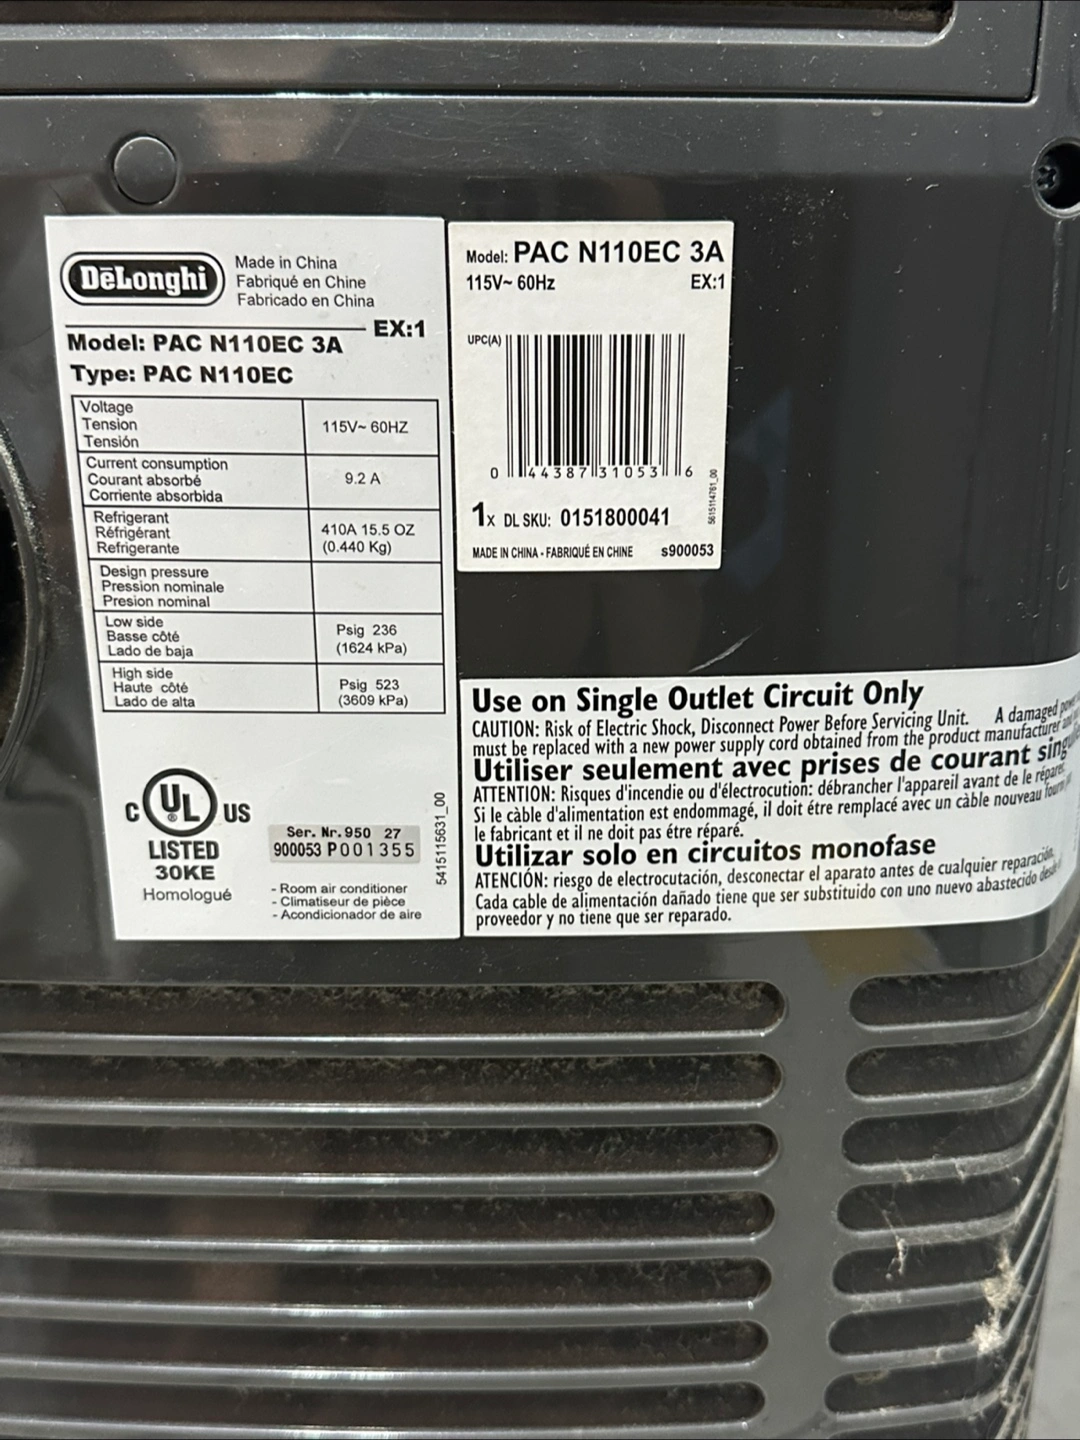 DēLonghi
Made in China
Fabriqué en Chine
Fabricado en China
EX:1
Model: PAC N110EC 3A
Type: PAC N110EC
Voltage
Tension
Tensión
115V~ 60HZ
Current consumption
Courant absorbé
Corriente absorbida
9.2 A
Refrigerant
Réfrigérant
Refrigerante
410A 15.5 OZ
(0.440 Kg)
Design pressure
Pression nominale
Presion nominal
Low side
Basse côté
Lado de baja
Psig 236
(1624 kPa)
High side
Haute côté
Lado de alta
Psig 523
(3609 kPa)
C UL US
LISTED
30KE
Homologué
Ser. Nr. 950 27
900053 P001355
- Room air conditioner
- Climatiseur de pièce
- Acondicionador de aire
5415115631_00
Model: PAC N110EC 3A
115V~ 60Hz EX:1
UPC(A)
0 44387 31053 6
1x DL SKU: 0151800041
MADE IN CHINA - FABRIQUÉ EN CHINE s900053
5615114761_00
Use on Single Outlet Circuit Only
CAUTION: Risk of Electric Shock, Disconnect Power Before Servicing Unit. A damaged
must be replaced with a new power supply cord obtained from the product manufacturer
Utiliser seulement avec prises de courant
ATTENTION: Risques d'incendie ou d'électrocution: débrancher l'appareil avant de le
Si le câble d'alimentation est endommagé, il doit étre remplacé avec un càble nouveau
le fabricant et il ne doit pas étre réparé.
Utilizar solo en circuitos monofase
ATENCIÓN: riesgo de electrocutación, desconectar el aparato antes de cualquier reparación.
Cada cable de alimentación dañado tiene que ser substituido con uno nuevo abastecido
proveedor y no tiene que ser reparado.